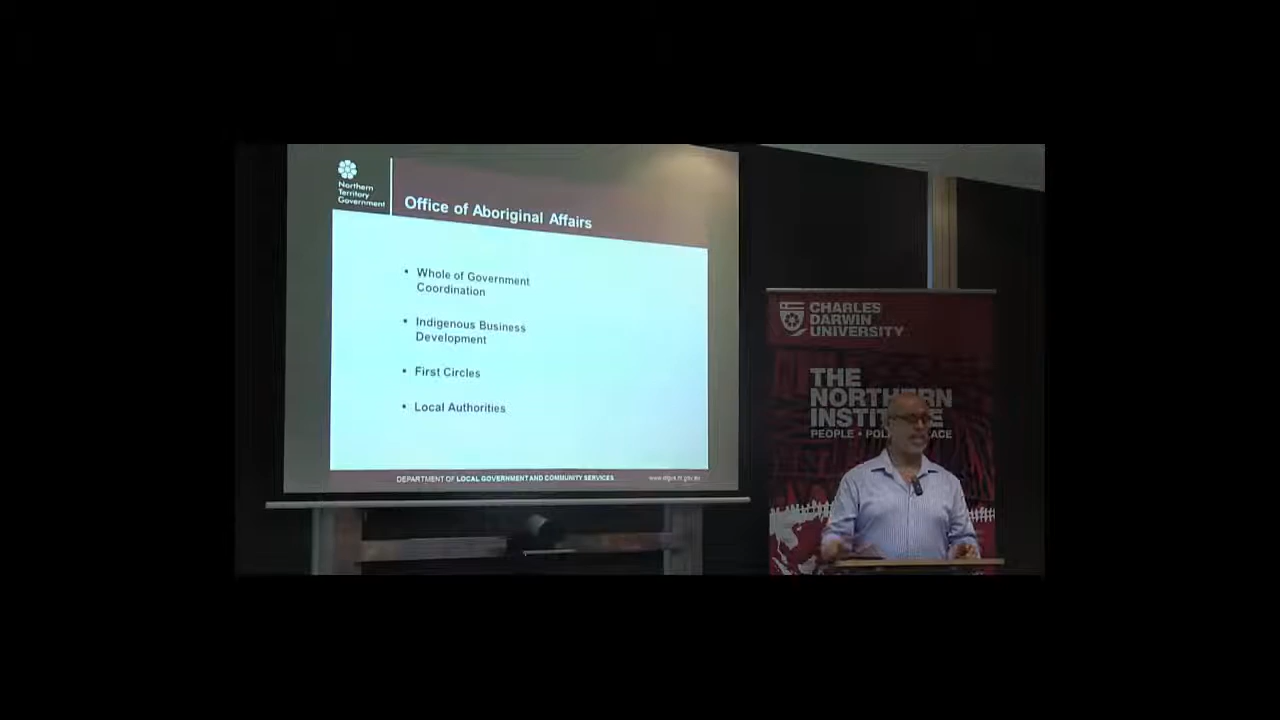 Northern
Territory
Government
Office of Aboriginal Affairs
• Whole of Government
Coordination
• Indigenous Business
Development
• First Circles
• Local Authorities
DEPARTMENT OF LOCAL GOVERNMENT AND COMMUNITY SERVICES
CHARLES
DARWIN
UNIVERSITY
THE
NORTHERN
PEOPLE •